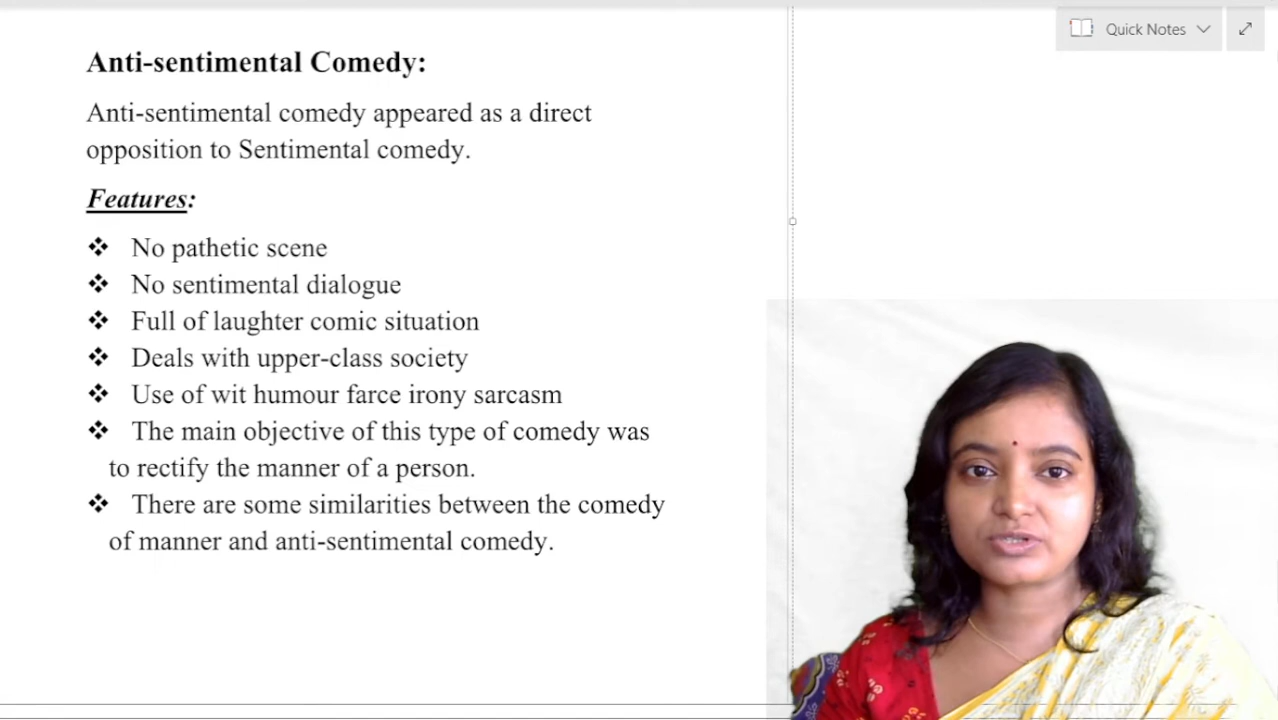 Quick Notes
Anti-sentimental Comedy:
Anti-sentimental comedy appeared as a direct
opposition to Sentimental comedy.
Features:
❖ No pathetic scene
❖ No sentimental dialogue
❖ Full of laughter comic situation
❖ Deals with upper-class society
❖ Use of wit humour farce irony sarcasm
❖ The main objective of this type of comedy was
to rectify the manner of a person.
❖ There are some similarities between the comedy
of manner and anti-sentimental comedy.